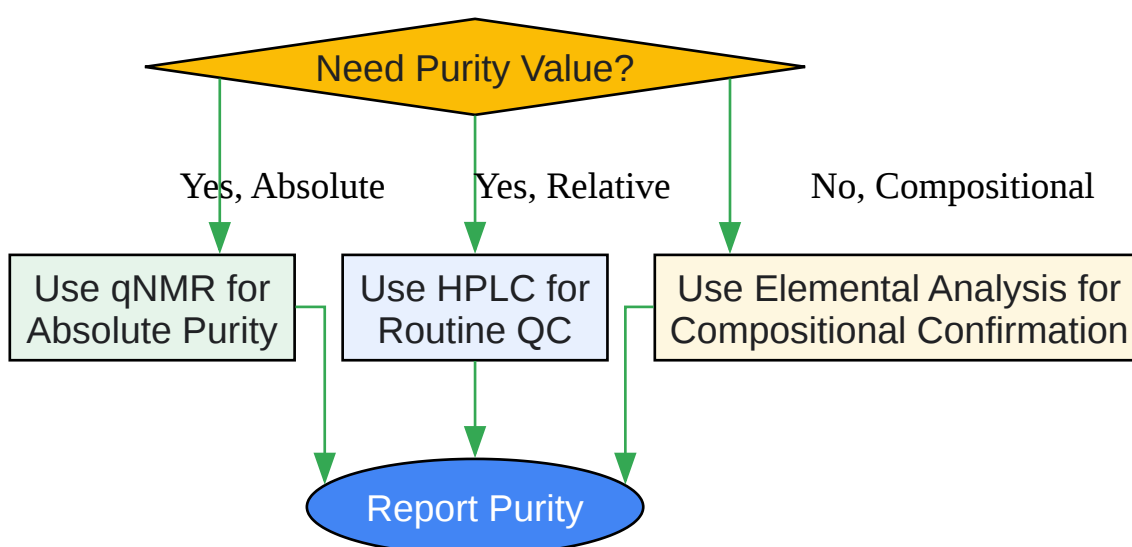 Need Purity Value?
Yes, Absolute
Yes, Relative
No, Compositional
Use qNMR for
Absolute Purity
Use HPLC for
Routine QC
Use Elemental Analysis for
Compositional Confirmation
Report Purity